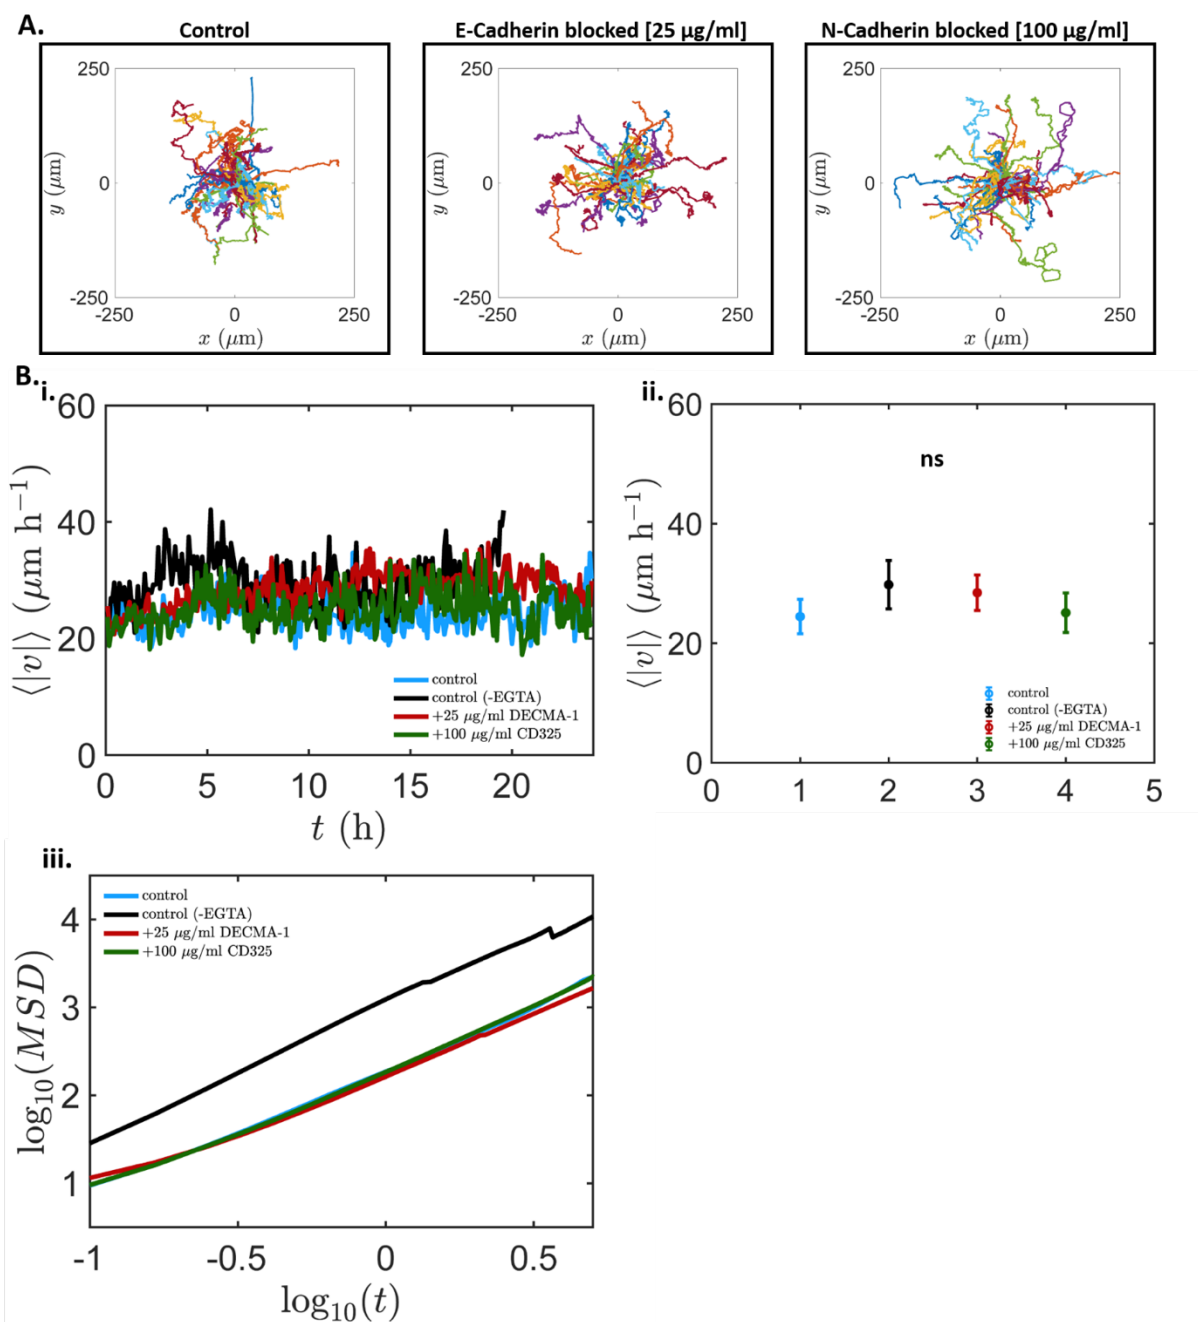 A.
Control
E-Cadherin blocked [25 µg/ml]
N-Cadherin blocked [100 µg/ml]
250
0
-250
-250
0
250
y (μm)
x (μm)
250
0
-250
-250
0
250
y (μm)
x (μm)
250
0
-250
-250
0
250
y (μm)
x (μm)
B.
i.
60
40
20
0
0
5
10
15
20
⟨|v|⟩ (μm h⁻¹)
t (h)
control
control (-EGTA)
+25 μg/ml DECMA-1
+100 μg/ml CD325
ii.
60
40
20
0
0
1
2
3
4
5
⟨|v|⟩ (μm h⁻¹)
ns
control
control (-EGTA)
+25 μg/ml DECMA-1
+100 μg/ml CD325
iii.
4
3
2
1
-1
-0.5
0
0.5
log₁₀(MSD)
log₁₀(t)
control
control (-EGTA)
+25 μg/ml DECMA-1
+100 μg/ml CD325